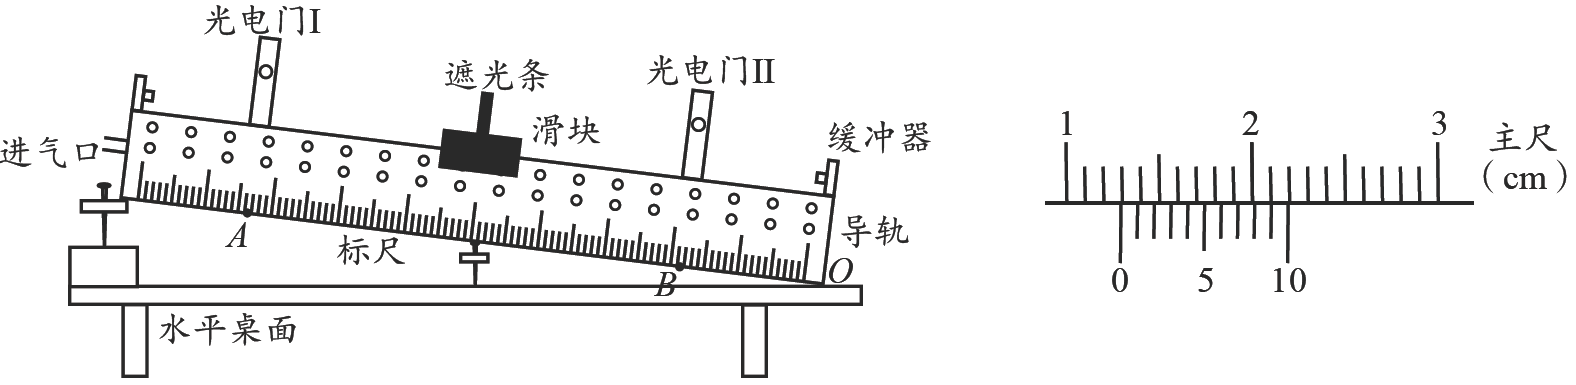 光电门I
遮光条
光电门II
滑块
缓冲器
进气口
A
标尺
B
导轨
O
水平桌面
1 2 3 主尺
(cm)
0 5 10